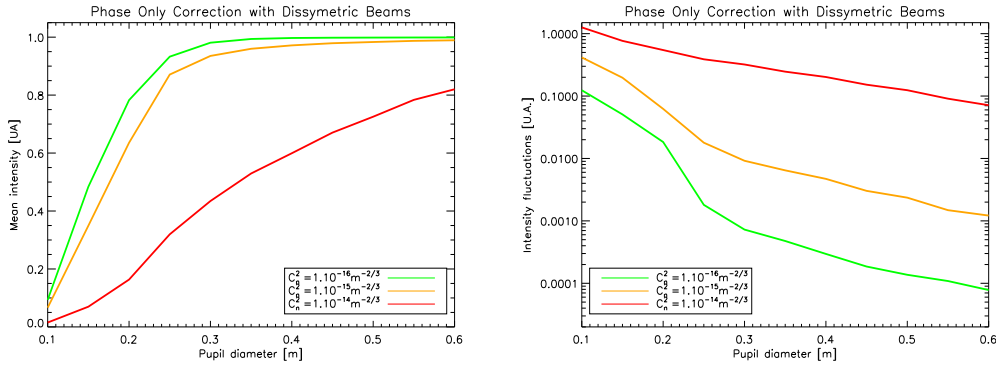 Phase Only Correction with Dissymetric Beams
Mean intensity [UA]
1.0
0.8
0.6
0.4
0.2
0.0
C²n=1.10⁻¹⁶m⁻²/³
C²n=1.10⁻¹⁵m⁻²/³
C²n=1.10⁻¹⁴m⁻²/³
0.1 0.2 0.3 0.4 0.5 0.6
Pupil diameter [m]
Phase Only Correction with Dissymetric Beams
Intensity fluctuations [U.A.]
1.0000
0.1000
0.0100
0.0010
0.0001
C²n=1.10⁻¹⁶m⁻²/³
C²n=1.10⁻¹⁵m⁻²/³
C²n=1.10⁻¹⁴m⁻²/³
0.1 0.2 0.3 0.4 0.5 0.6
Pupil diameter [m]